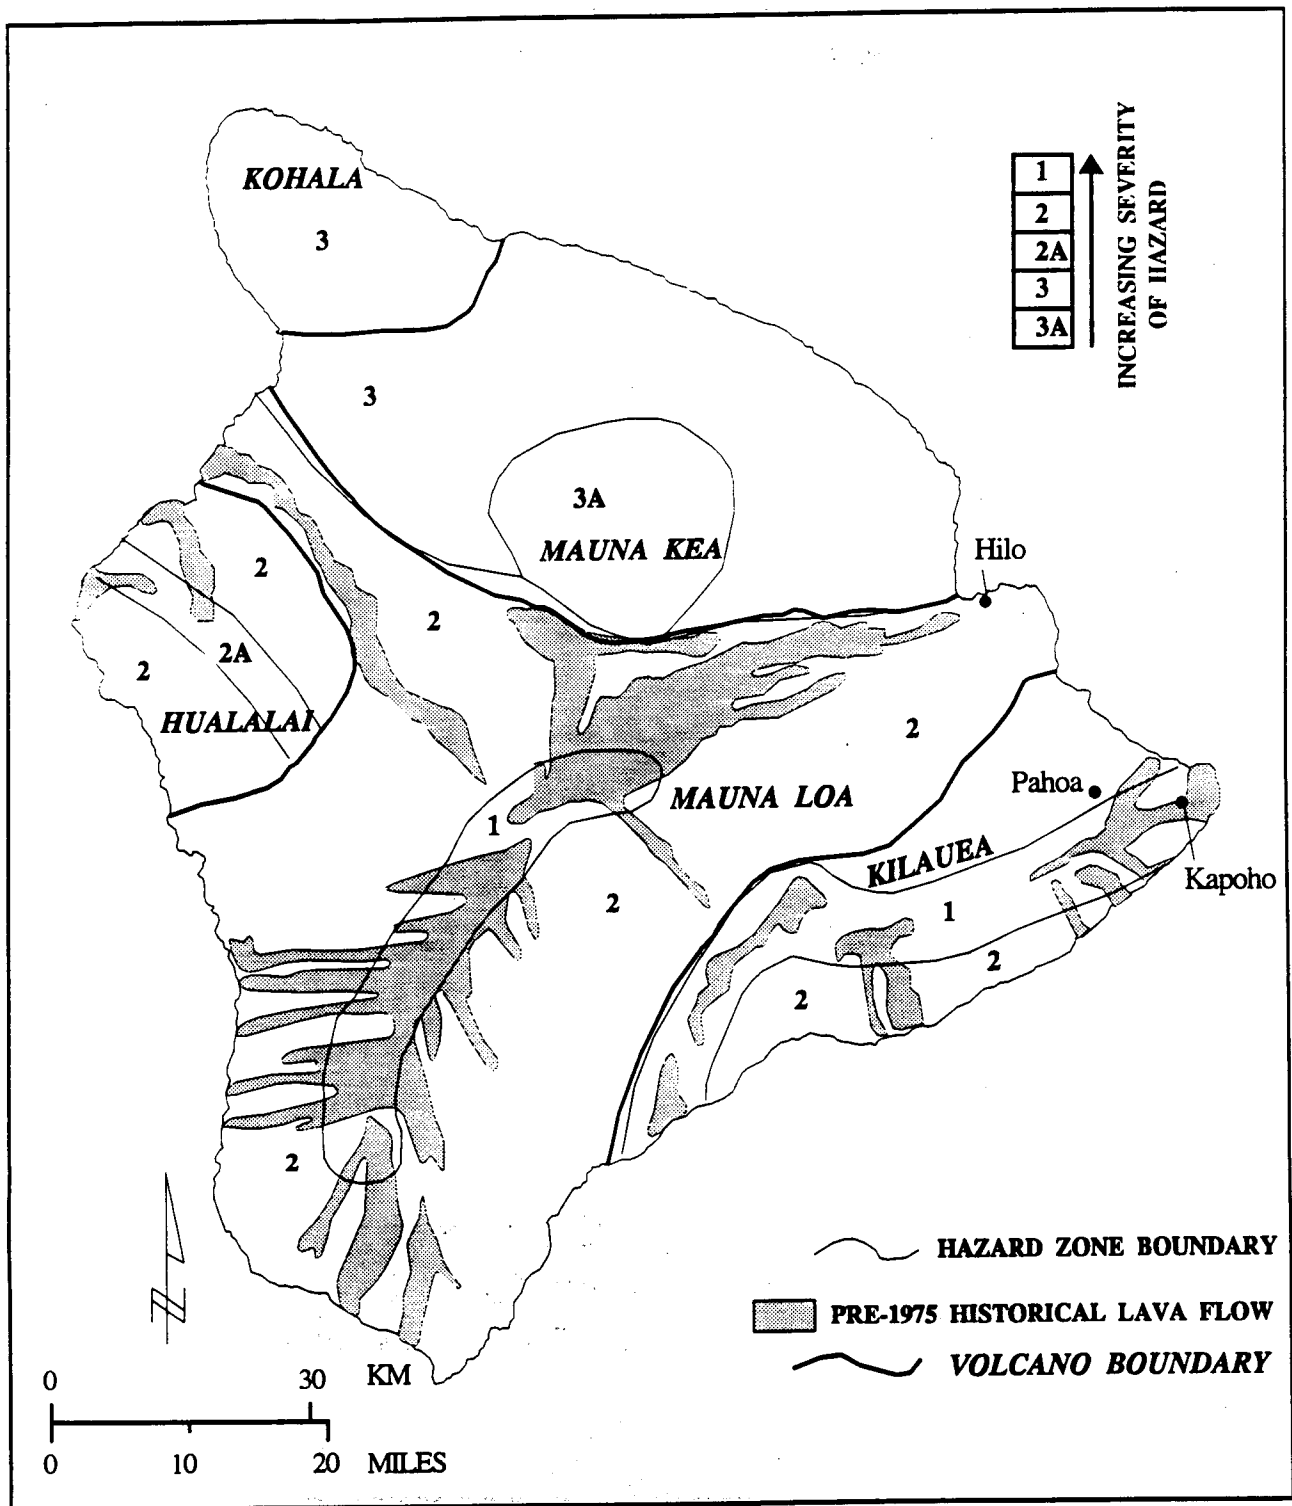 KOHALA
3
1
2
2A
3
3A
INCREASING SEVERITY
OF HAZARD
3
3A
MAUNA KEA
Hilo
2
2
2A
2
HUALALAI
2
MAUNA LOA
Pahoa
1
KILAUEA
Kapoho
2
1
2
2
2
HAZARD ZONE BOUNDARY
PRE-1975 HISTORICAL LAVA FLOW
VOLCANO BOUNDARY
N
0 30 KM
0 10 20 MILES